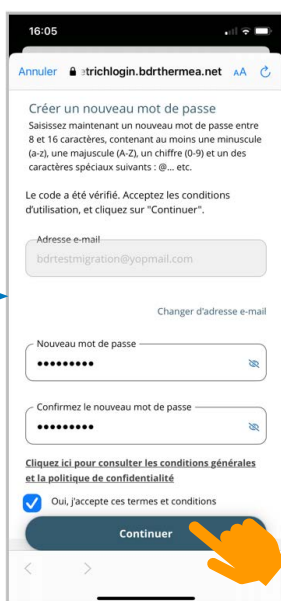 16:05
Annuler trichlogin.bdrthermea.net AA
Créer un nouveau mot de passe
Saisissez maintenant un nouveau mot de passe entre
8 et 16 caractères, contenant au moins une minuscule
(a-z), une majuscule (A-Z), un chiffre (0-9) et un des
caractères spéciaux suivants : @... etc.
Le code a été vérifié. Acceptez les conditions
d'utilisation, et cliquez sur "Continuer".
Adresse e-mail
bdrtestmigration@yopmail.com
Changer d'adresse e-mail
Nouveau mot de passe
•••••••••
Confirmez le nouveau mot de passe
•••••••••
Cliquez ici pour consulter les conditions générales
et la politique de confidentialité
Oui, j'accepte ces termes et conditions
Continuer